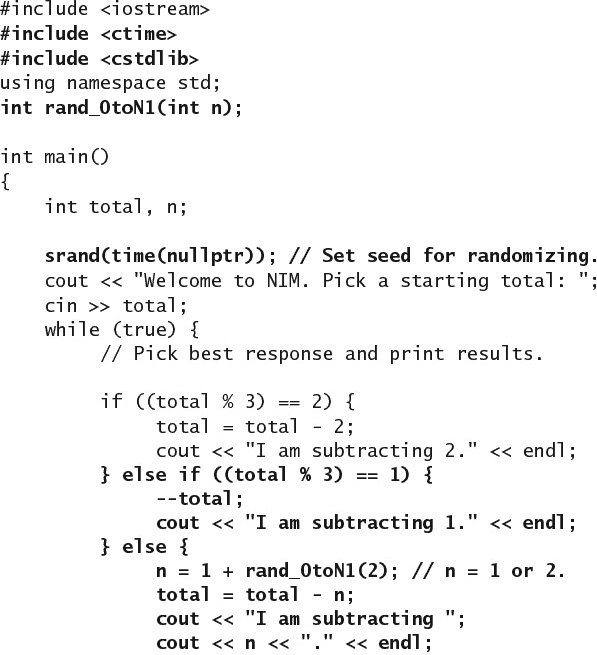 #include <iostream>
#include <ctime>
#include <cstdlib>
using namespace std;
int rand_0toN1(int n);
int main()
{
int total, n;
srand(time(nullptr)); // Set seed for randomizing.
cout << "Welcome to NIM. Pick a starting total: ";
cin >> total;
while (true) {
// Pick best response and print results.
if ((total % 3) == 2) {
total = total - 2;
cout << "I am subtracting 2." << endl;
} else if ((total % 3) == 1) {
--total;
cout << "I am subtracting 1." << endl;
} else {
n = 1 + rand_0toN1(2); // n = 1 or 2.
total = total - n;
cout << "I am subtracting ";
cout << n << "." << endl;